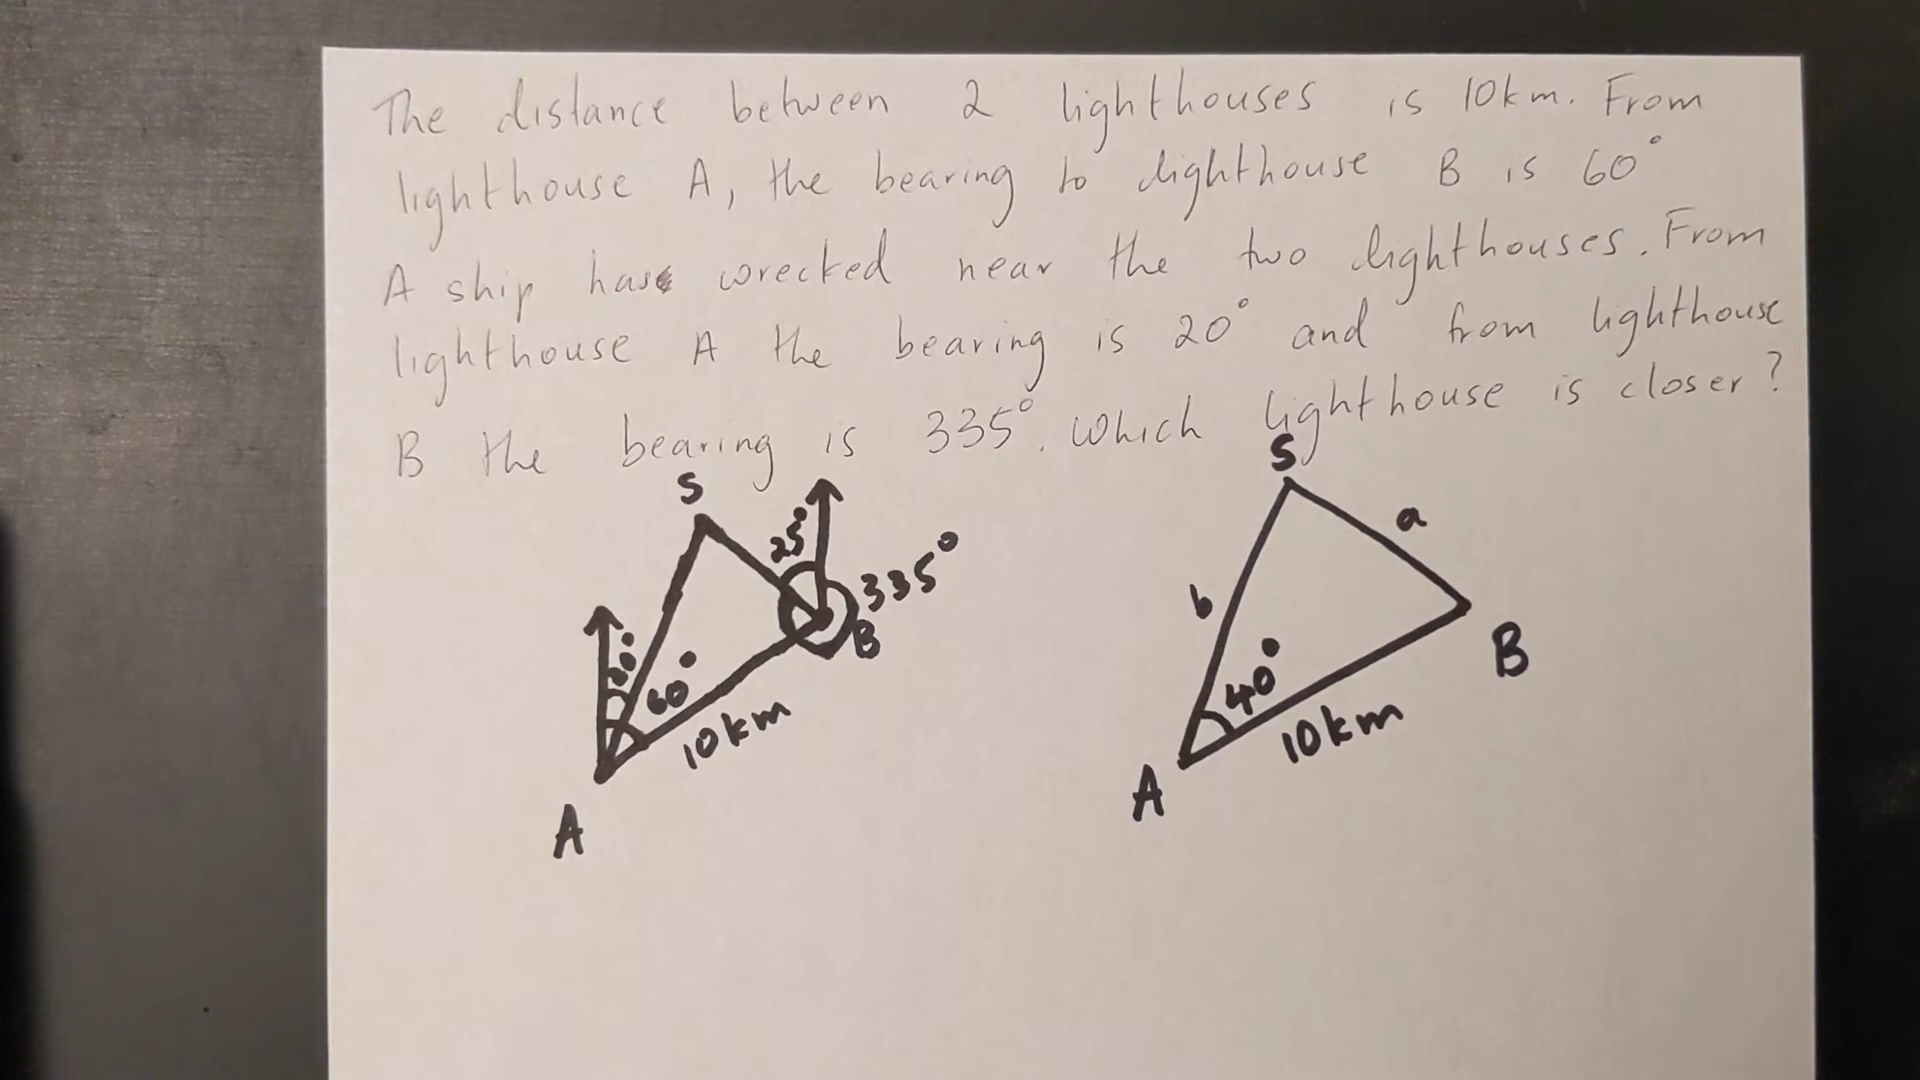 The distance between 2 lighthouses is 10km. From
lighthouse A, the bearing to lighthouse B is 60°
A ship has wrecked near the two lighthouses. From
lighthouse A the bearing is 20° and from lighthouse
B the bearing is 335°. Which lighthouse is closer?
S
25°
335°
B
20°
60°
10km
A
S
a
b
40°
B
10km
A